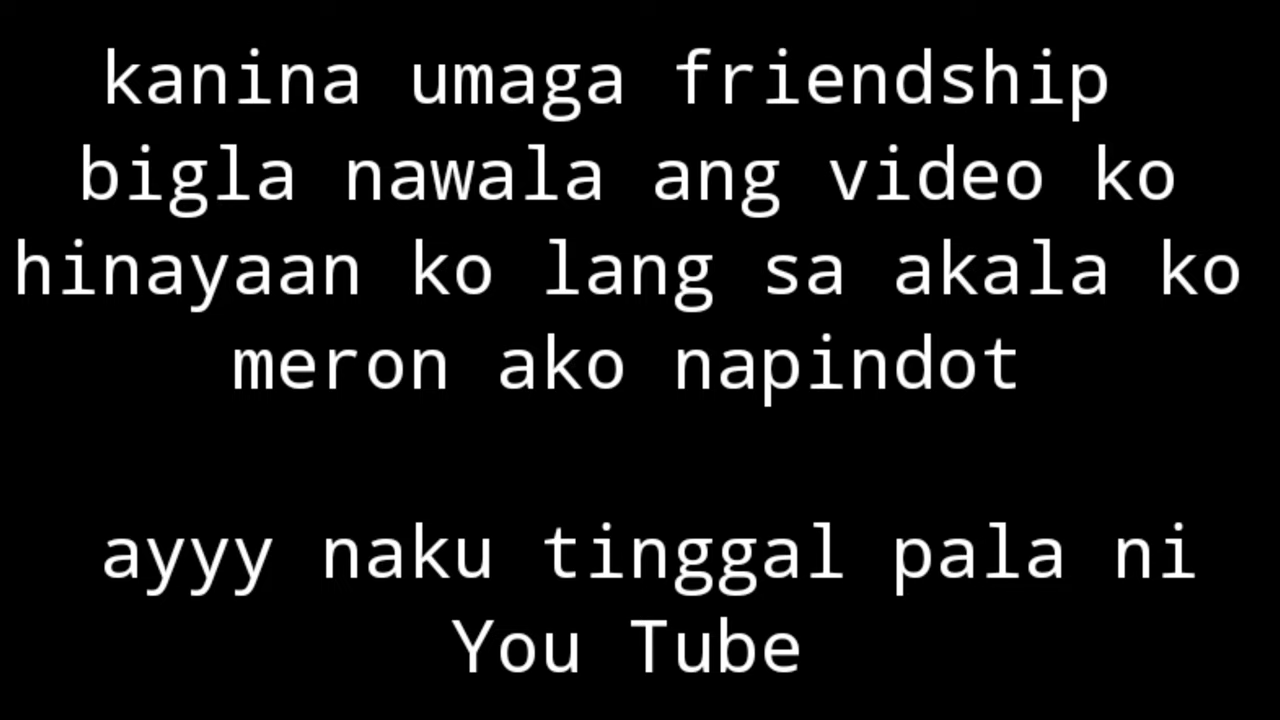 kanina umaga friendship
bigla nawala ang video ko
hinayaan ko lang sa akala ko
meron ako napindot
ayyy naku tinggal pala ni
You Tube